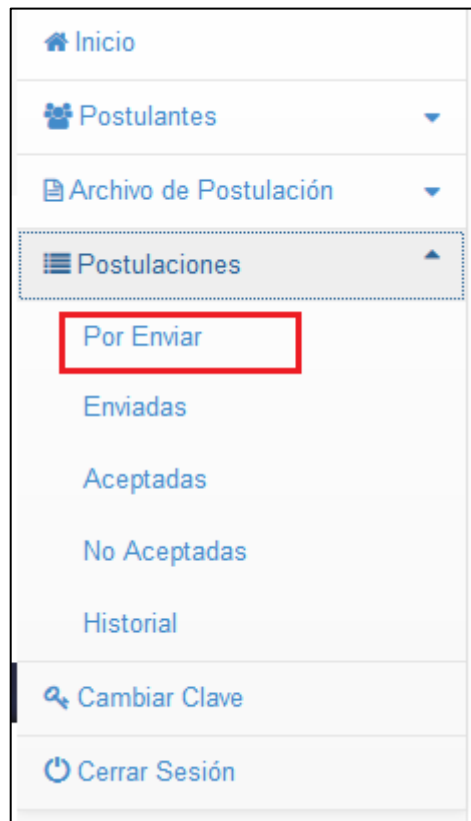 Inicio
Postulantes
Archivo de Postulación
Postulaciones
Por Enviar
Enviadas
Aceptadas
No Aceptadas
Historial
Cambiar Clave
Cerrar Sesión